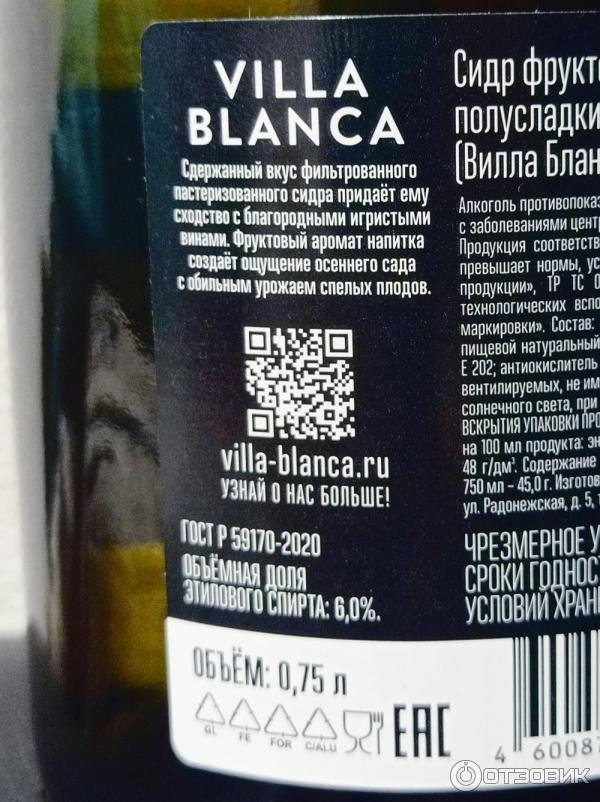 VILLA
BLANCA
Сдержанный вкус фильтрованного
пастеризованного сидра придаёт ему
сходство с благородными игристыми
винами. Фруктовый аромат напитка
создаёт ощущение осеннего сада
с обильным урожаем спелых плодов.
villa-blanca.ru
УЗНАЙ О НАС БОЛЬШЕ!
ГОСТ Р 59170-2020
ОБЪЁМНАЯ ДОЛЯ
ЭТИЛОВОГО СПИРТА: 6,0%.
ОБЪЁМ: 0,75 л
GL FE FOR C/ALU
EAC
Сидр фрукто
полусладки
(Вилла Блан
Алкоголь противопоказ
с заболеваниями центр
Продукция соответств
превышает нормы, ус
продукции», ТР ТС 0
технологических вспо
маркировки». Состав:
пищевой натуральный
Е 202; антиокислитель
вентилируемых, не им
солнечного света, при
ВСКРЫТИЯ УПАКОВКИ ПРО
на 100 мл продукта: эн
48 г/дм³. Содержание
750 мл – 45,0 г. Изготов
ул. Радонежская, д. 5, т
ЧРЕЗМЕРНОЕ У
СРОКИ ГОДНОСТ
УСЛОВИЙ ХРАН
4 60087
ОТЗОВИК